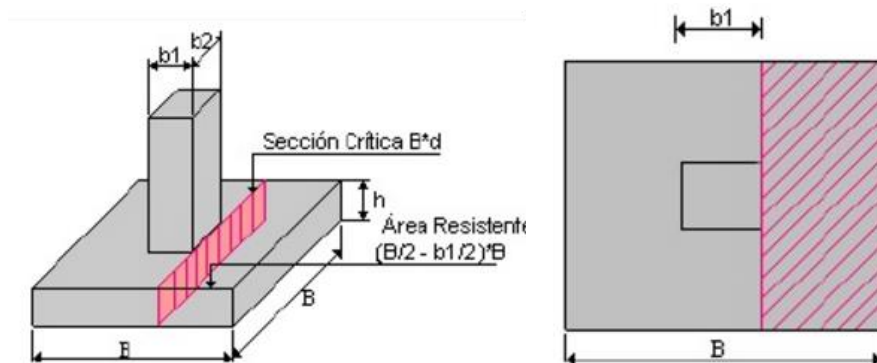 b1
b2
Sección Crítica B*d
h
Área Resistente
(B/2 - b1/2)*B
B
B
b1
B